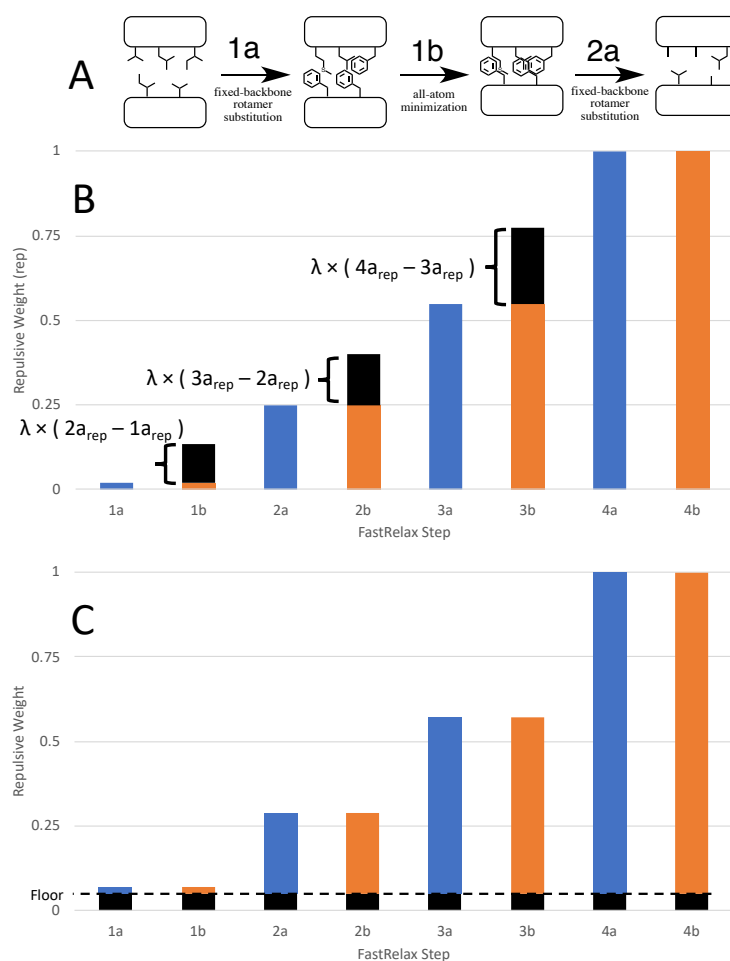 A
1a
1b
2a
fixed-backbone
rotamer
substitution
all-atom
minimization
fixed-backbone
rotamer
substitution
B
Repulsive Weight (rep)
1
0.75
0.5
0.25
0
λ × ( 4a_rep – 3a_rep )
λ × ( 3a_rep – 2a_rep )
λ × ( 2a_rep – 1a_rep )
1a 1b 2a 2b 3a 3b 4a 4b
FastRelax Step
C
Repulsive Weight
1
0.75
0.5
0.25
Floor
0
1a 1b 2a 2b 3a 3b 4a 4b
FastRelax Step